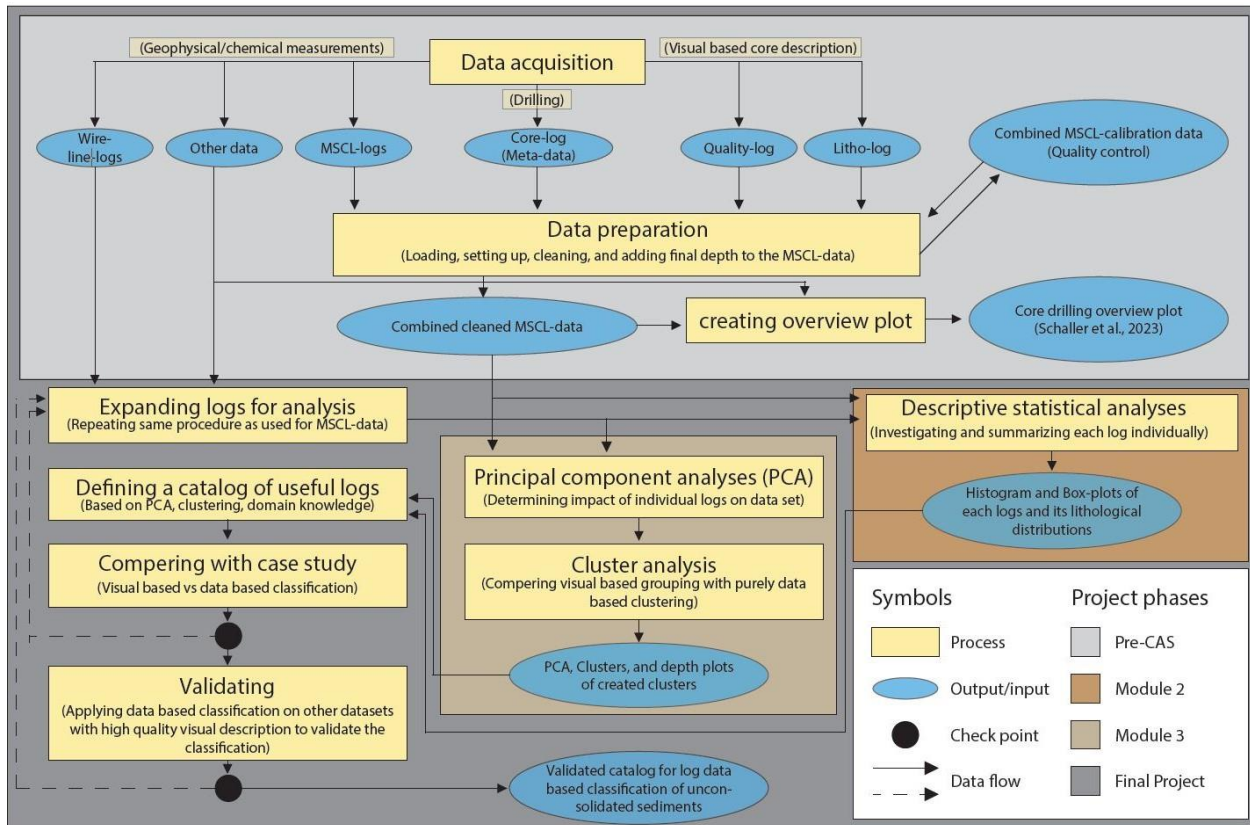 (Geophysical/chemical measurements)
Data acquisition
(Visual based core description)
(Drilling)
Wire-
line-logs
Other data
MSCL-logs
Core-log
(Meta-data)
Quality-log
Litho-log
Combined MSCL-calibration data
(Quality control)
Data preparation
(Loading, setting up, cleaning, and adding final depth to the MSCL-data)
Combined cleaned MSCL-data
creating overview plot
Core drilling overview plot
(Schaller et al., 2023)
Expanding logs for analysis
(Repeating same procedure as used for MSCL-data)
Descriptive statistical analyses
(Investigating and summarizing each log individually)
Principal component analyses (PCA)
(Determining impact of individual logs on data set)
Defining a catalog of useful logs
(Based on PCA, clustering, domain knowledge)
Histogram and Box-plots of
each logs and its lithological
distributions
Compering with case study
(Visual based vs data based classification)
Cluster analysis
(Compering visual based grouping with purely data
based clustering)
PCA, Clusters, and depth plots
of created clusters
Validating
(Applying data based classification on other datasets
with high quality visual description to validate the
classification)
Validated catalog for log data
based classification of uncon-
solidated sediments
Symbols
Process
Output/input
Check point
Data flow
Project phases
Pre-CAS
Module 2
Module 3
Final Project